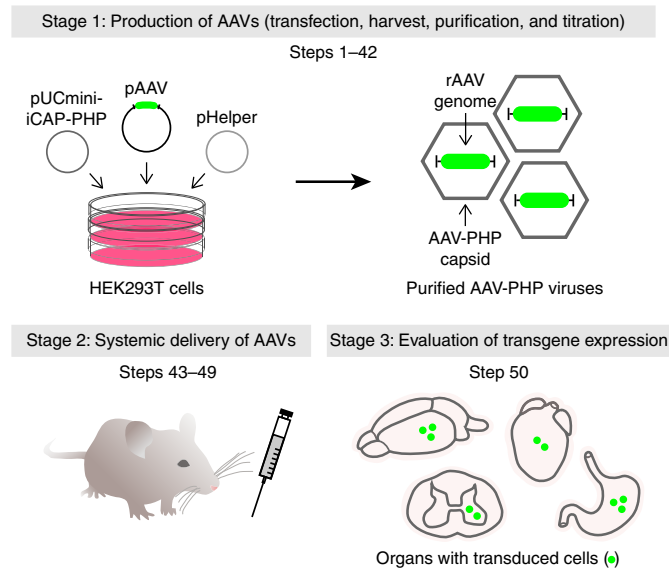 Stage 1: Production of AAVs (transfection, harvest, purification, and titration)
Steps 1–42
pUCmini-
iCAP-PHP
pAAV
pHelper
HEK293T cells
rAAV
genome
AAV-PHP
capsid
Purified AAV-PHP viruses
Stage 2: Systemic delivery of AAVs
Steps 43–49
Stage 3: Evaluation of transgene expression
Step 50
Organs with transduced cells ( )